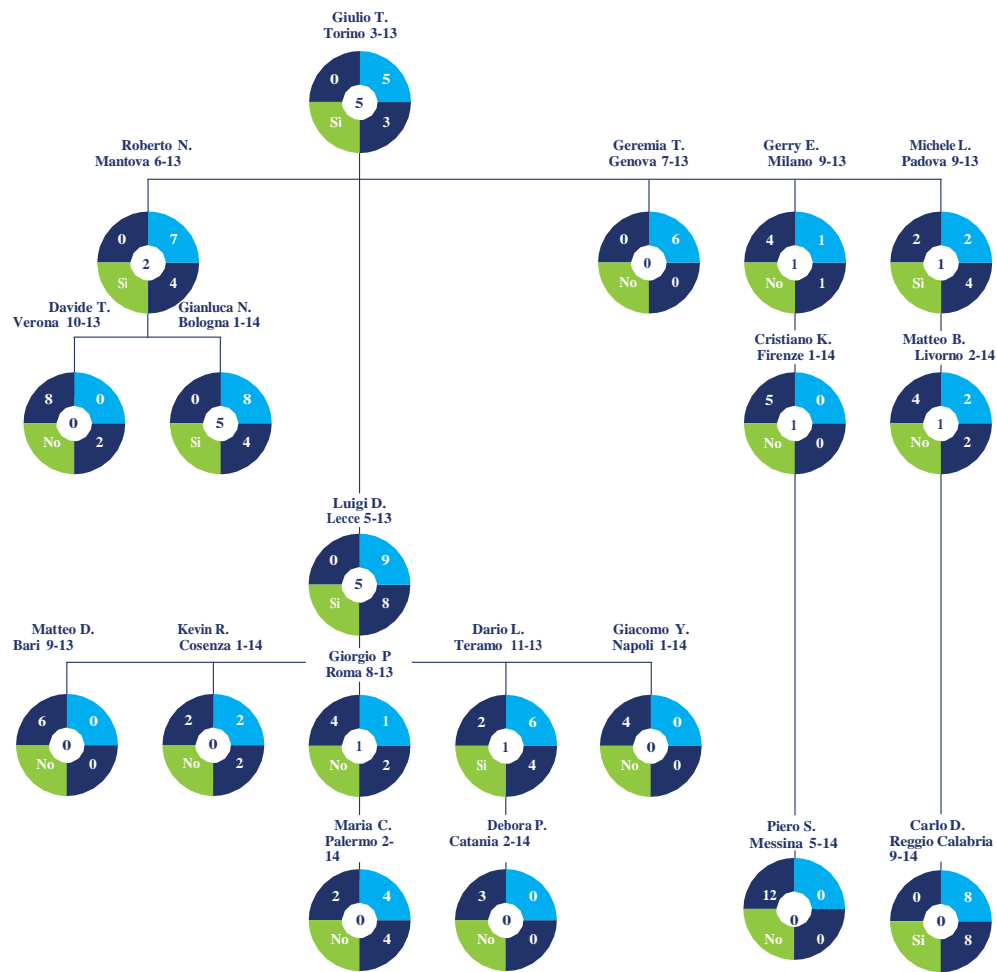 Giulio T.
Torino 3-13
0 5
5
Sì 3
Roberto N.
Mantova 6-13
Geremia T.
Genova 7-13
Gerry E.
Milano 9-13
Michele L.
Padova 9-13
0 7
2
Sì 4
0 6
0
No 0
4 1
1
No 1
2 2
1
Sì 4
Davide T.
Verona 10-13
Gianluca N.
Bologna 1-14
Cristiano K.
Firenze 1-14
Matteo B.
Livorno 2-14
8 0
0
No 2
0 8
5
Si 4
5 0
1
No 0
4 2
1
No 2
Luigi D.
Lecce 5-13
0 9
5
Si 8
Matteo D.
Bari 9-13
Kevin R.
Cosenza 1-14
Giorgio P
Roma 8-13
Dario L.
Teramo 11-13
Giacomo Y.
Napoli 1-14
6 0
0
No 0
2 2
0
No 2
4 1
1
No 2
2 6
1
Si 4
4 0
0
No 0
Maria C.
Palermo 2-
14
Debora P.
Catania 2-14
Piero S.
Messina 5-14
Carlo D.
Reggio Calabria
9-14
2 4
0
No 4
3 0
0
No 0
12 0
0
No 0
0 8
0
Si 8